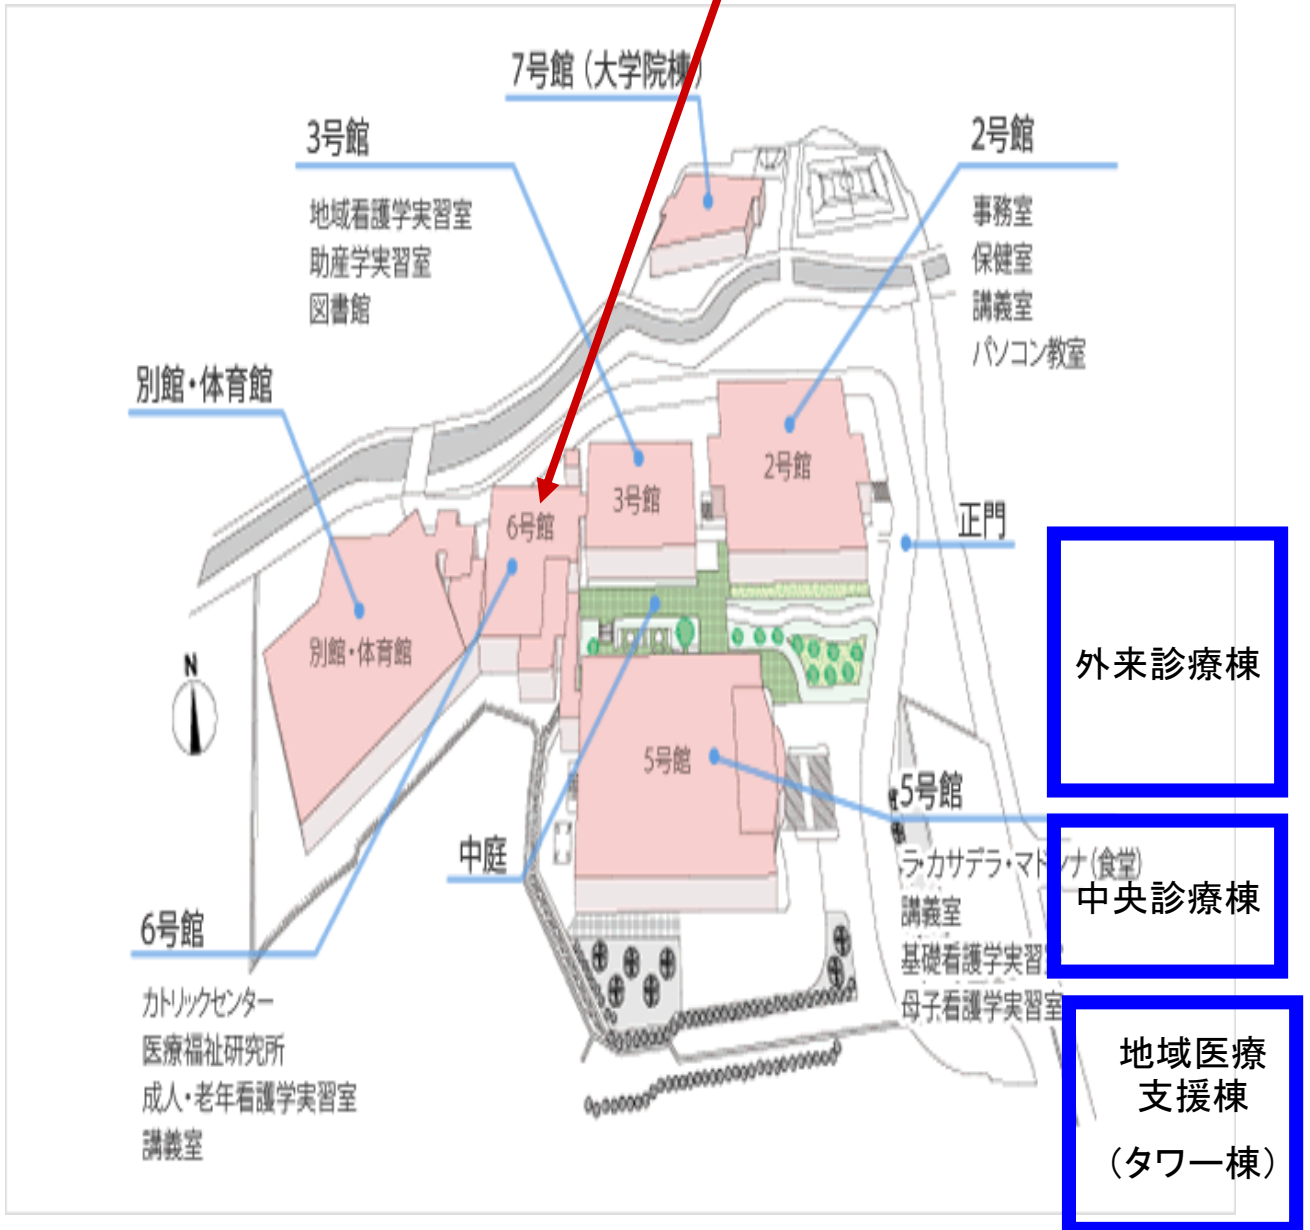 7号館（大学院棟）
3号館
地域看護学実習室
助産学実習室
図書館
2号館
事務室
保健室
講義室
パソコン教室
別館・体育館
2号館
3号館
6号館
正門
外来診療棟
別館・体育館
N
5号館
5号館
ラ・カサデラ・マドンナ(食堂)
講義室
基礎看護学実習室
母子看護学実習室
中央診療棟
中庭
6号館
カトリックセンター
医療福祉研究所
成人・老年看護学実習室
講義室
地域医療
支援棟
（タワー棟）